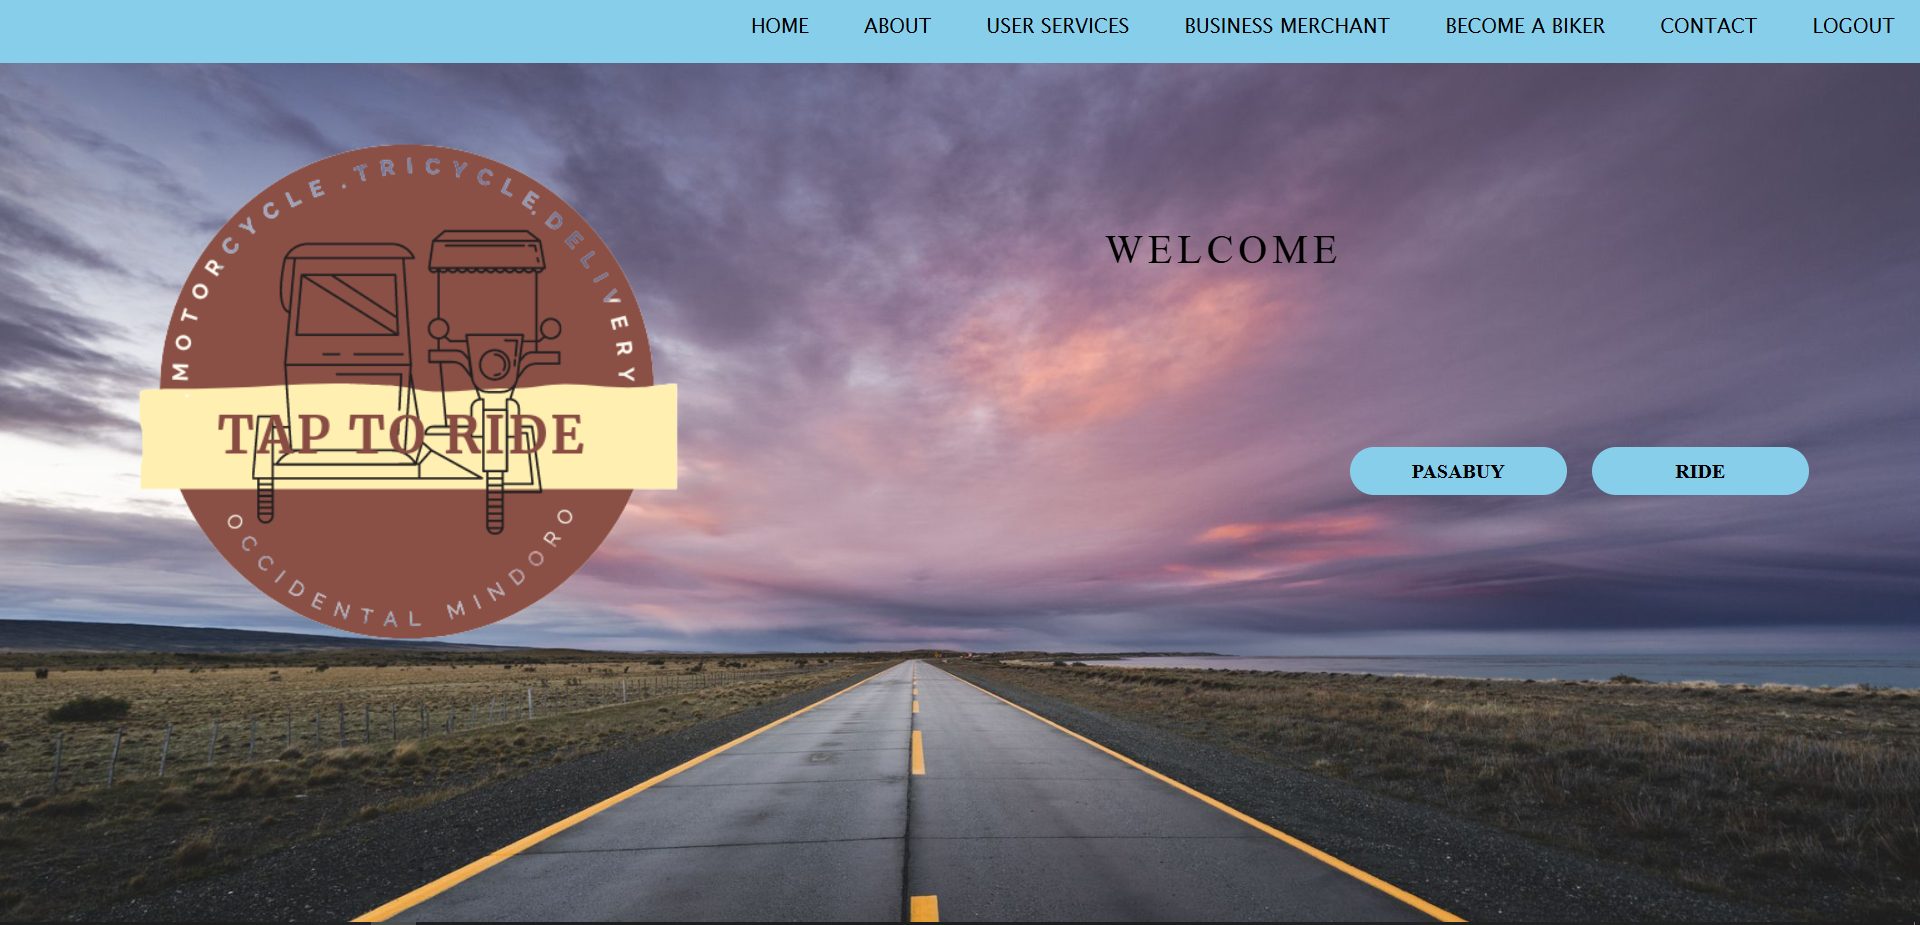 HOME ABOUT USER SERVICES BUSINESS MERCHANT BECOME A BIKER CONTACT LOGOUT
MOTORCYCLE . TRICYCLE. DELIVERY
WELCOME
TAP TO RIDE
PASABUY RIDE
OCCIDENTAL MINDORO